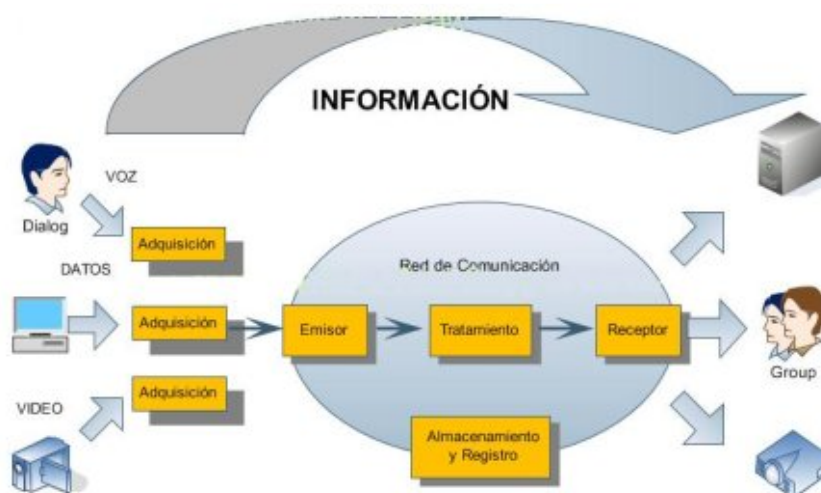 INFORMACIÓN
VOZ
Dialog
Adquisición
DATOS
Adquisición
VIDEO
Adquisición
Red de Comunicación
Emisor
Tratamiento
Receptor
Almacenamiento
y Registro
Group